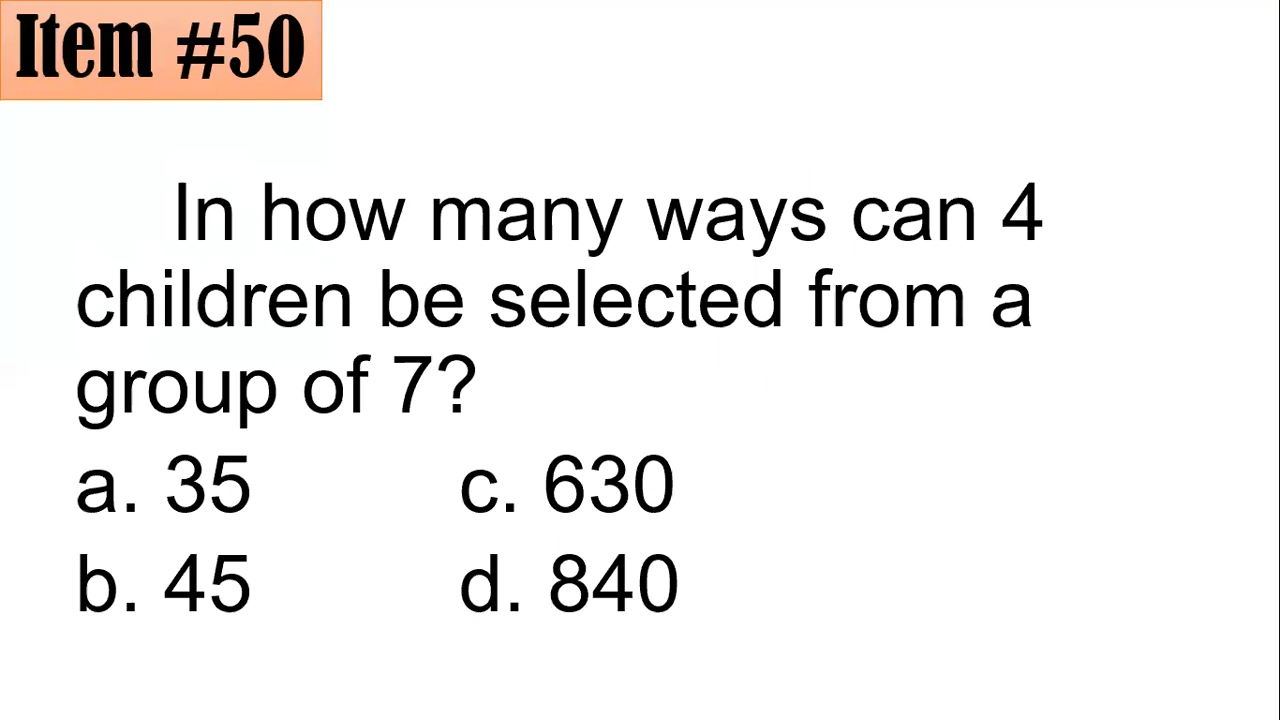 Item #50
In how many ways can 4
children be selected from a
group of 7?
a. 35 c. 630
b. 45 d. 840